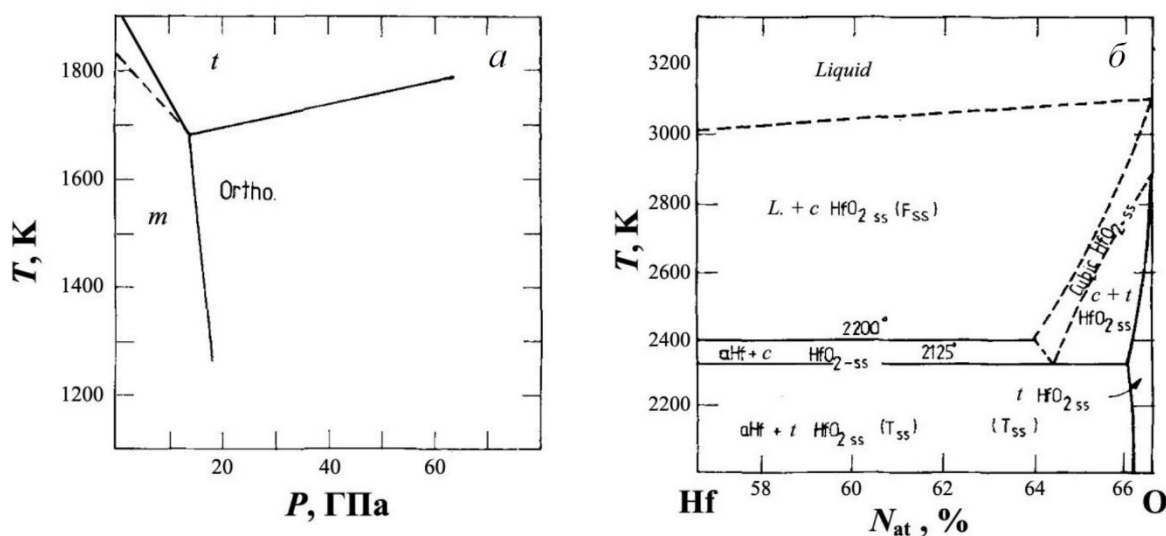 а
t
1800
1600
1400
1200
Ortho.
m
T, К
20
40
60
P, ГПа
б
3200
3000
2800
2600
2400
2200
T, К
Liquid
L. + c HfO2 ss (Fss)
Cubic HfO2-ss
c + t
HfO2 ss
2200°
αHf + c HfO2-ss 2125°
t HfO2 ss
αHf + t HfO2 ss (Tss) (Tss)
58
60
62
64
66
Hf
O
Nat , %